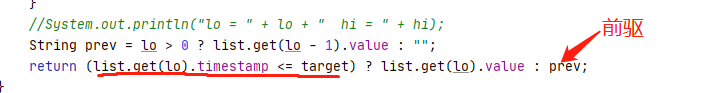 }
//System.out.println("lo = " + lo + "  hi = " + hi);
String prev = lo > 0 ? list.get(lo - 1).value : "";
前驱
return (list.get(lo).timestamp <= target) ? list.get(lo).value : prev;
}